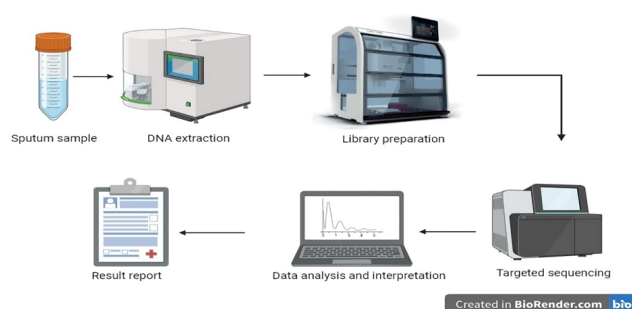 Sputum sample
DNA extraction
Library preparation
Result report
Data analysis and interpretation
Targeted sequencing
Created in BioRender.com bio